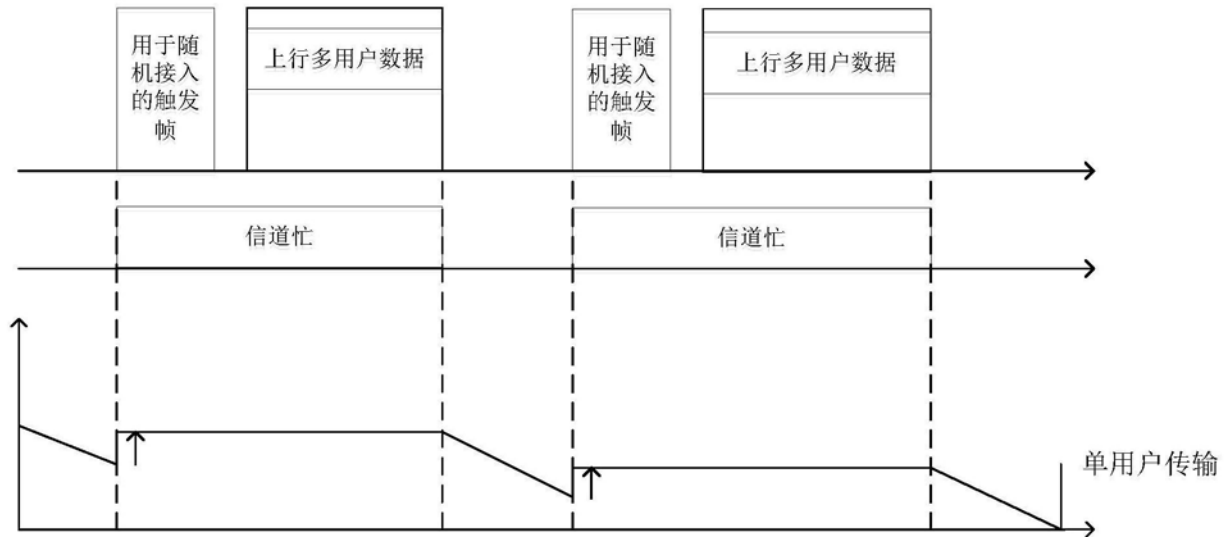 用于随
机接入
的触发
帧
上行多用户数据
用于随
机接入
的触发
帧
上行多用户数据
信道忙
信道忙
单用户传输